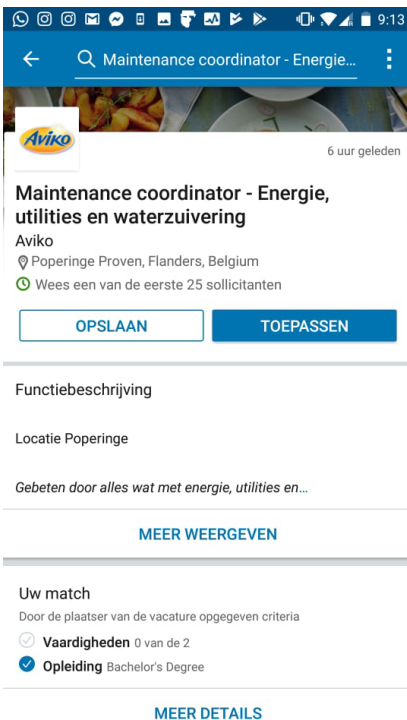 9:13
Maintenance coordinator - Energie...
Aviko
6 uur geleden
Maintenance coordinator - Energie,
utilities en waterzuivering
Aviko
Poperinge Proven, Flanders, Belgium
Wees een van de eerste 25 sollicitanten
OPSLAAN
TOEPASSEN
Functiebeschrijving
Locatie Poperinge
Gebeten door alles wat met energie, utilities en...
MEER WEERGEVEN
Uw match
Door de plaatser van de vacature opgegeven criteria
Vaardigheden 0 van de 2
Opleiding Bachelor's Degree
MEER DETAILS